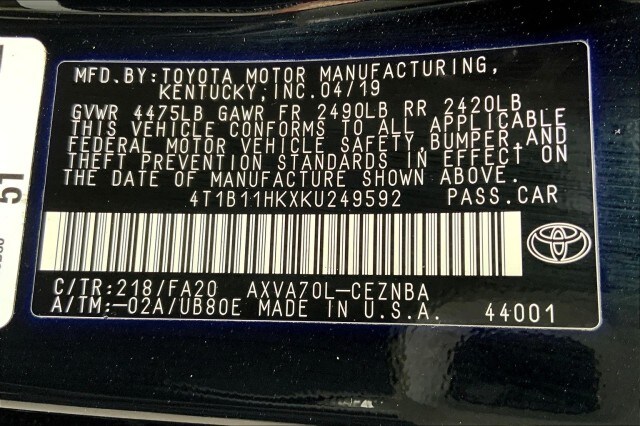 MFD. BY: TOYOTA MOTOR MANUFACTURING,
KENTUCKY, INC. 04/19
GVWR 4475LB GAWR FR 2490LB RR 2420LB
THIS VEHICLE CONFORMS TO ALL APPLICABLE
FEDERAL MOTOR VEHICLE SAFETY, BUMPER, AND
THEFT PREVENTION STANDARDS IN EFFECT ON
THE DATE OF MANUFACTURE SHOWN ABOVE.
4T1B11HKXKU249592 PASS.CAR
C/TR:218/FA20 AXVA70L-CEZNBA
A/TM:-02A/UB80E MADE IN U.S.A. 44001
51